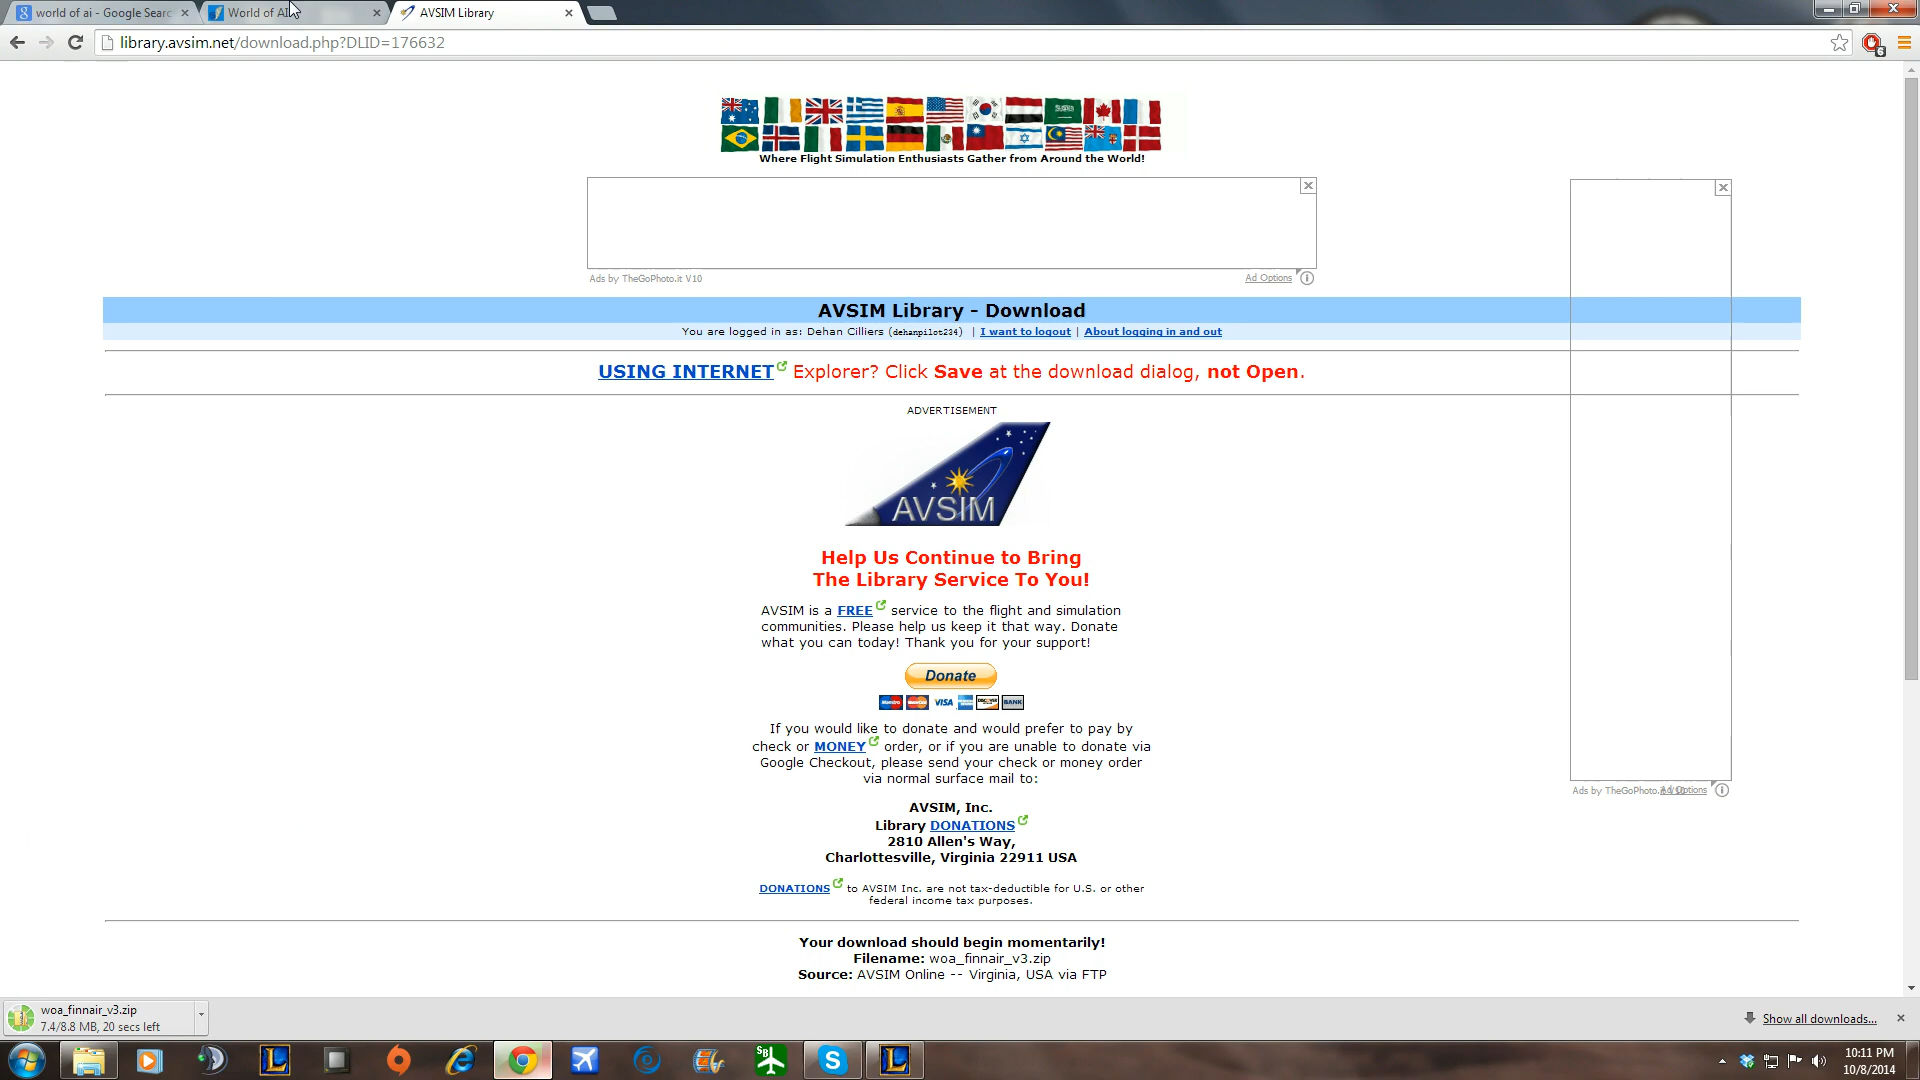 world of ai - Google Searc
World of AI
AVSIM Library
library.avsim.net/download.php?DLID=176632
6
Where Flight Simulation Enthusiasts Gather from Around the World!
Ads by TheGoPhoto.it V10
Ad Options
AVSIM Library - Download
You are logged in as: Dehan Cilliers (dehanpilot234) | I want to logout | About logging in and out
USING INTERNET Explorer? Click Save at the download dialog, not Open.
ADVERTISEMENT
AVSIM
Help Us Continue to Bring
The Library Service To You!
AVSIM is a FREE service to the flight and simulation
communities. Please help us keep it that way. Donate
what you can today! Thank you for your support!
Donate
VISA
BANK
If you would like to donate and would prefer to pay by
check or MONEY order, or if you are unable to donate via
Google Checkout, please send your check or money order
via normal surface mail to:
Ads by TheGoPhoto.it V10 Ad Options
AVSIM, Inc.
Library DONATIONS
2810 Allen's Way,
Charlottesville, Virginia 22911 USA
DONATIONS to AVSIM Inc. are not tax-deductible for U.S. or other
federal income tax purposes.
Your download should begin momentarily!
Filename: woa_finnair_v3.zip
Source: AVSIM Online -- Virginia, USA via FTP
woa_finnair_v3.zip
7.4/8.8 MB, 20 secs left
Show all downloads...
SB
10:11 PM
10/8/2014